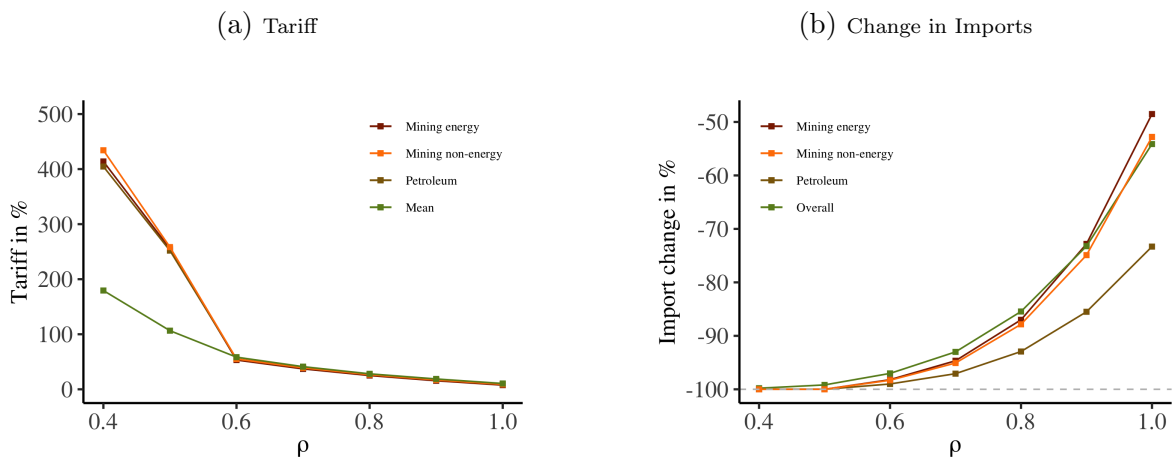 (a) Tariff
500
400
300
200
100
0
0.4 0.6 0.8 1.0
Tariff in %
ρ
Mining energy
Mining non-energy
Petroleum
Mean
(b) Change in Imports
-50
-60
-70
-80
-90
-100
0.4 0.6 0.8 1.0
Import change in %
ρ
Mining energy
Mining non-energy
Petroleum
Overall